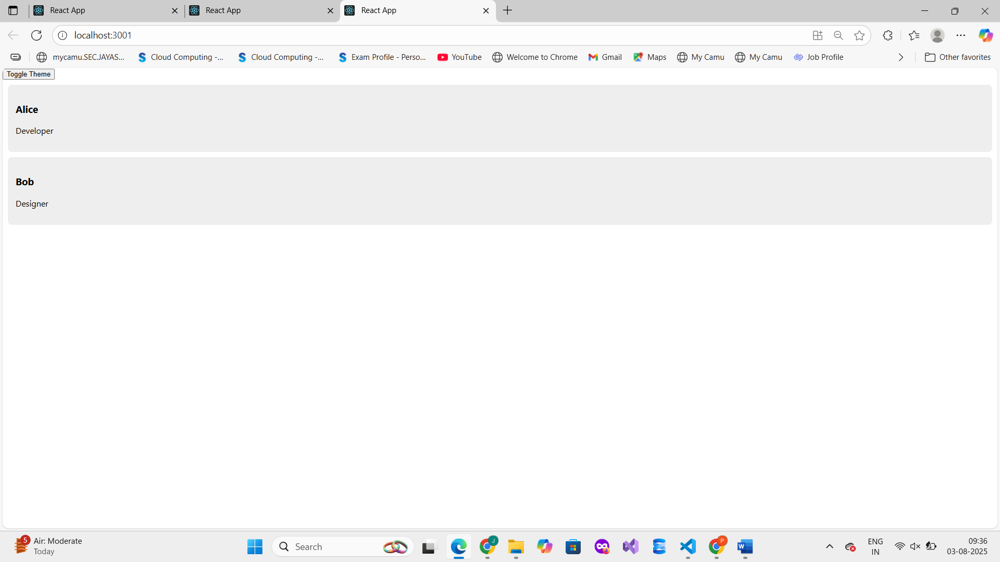 React App
React App
React App
localhost:3001
mycamu.SEC.JAYAS...
Cloud Computing -...
Cloud Computing -...
Exam Profile - Perso...
YouTube
Welcome to Chrome
Gmail
Maps
My Camu
My Camu
Job Profile
Other favorites
Toggle Theme
Alice
Developer
Bob
Designer
5
Air: Moderate
Today
Search
J
P
W
ENG
IN
09:36
03-08-2025